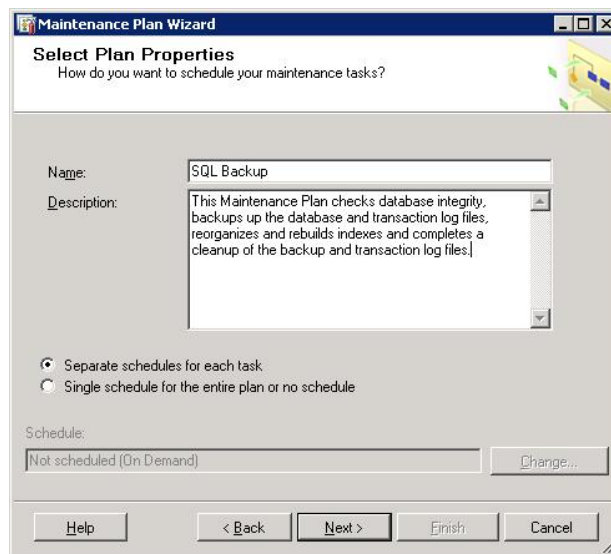 Maintenance Plan Wizard
Select Plan Properties
How do you want to schedule your maintenance tasks?
Name:
SQL Backup
Description:
This Maintenance Plan checks database integrity,
backups up the database and transaction log files,
reorganizes and rebuilds indexes and completes a
cleanup of the backup and transaction log files.
Separate schedules for each task
Single schedule for the entire plan or no schedule
Schedule:
Not scheduled (On Demand)
Change...
Help
< Back
Next >
Finish
Cancel